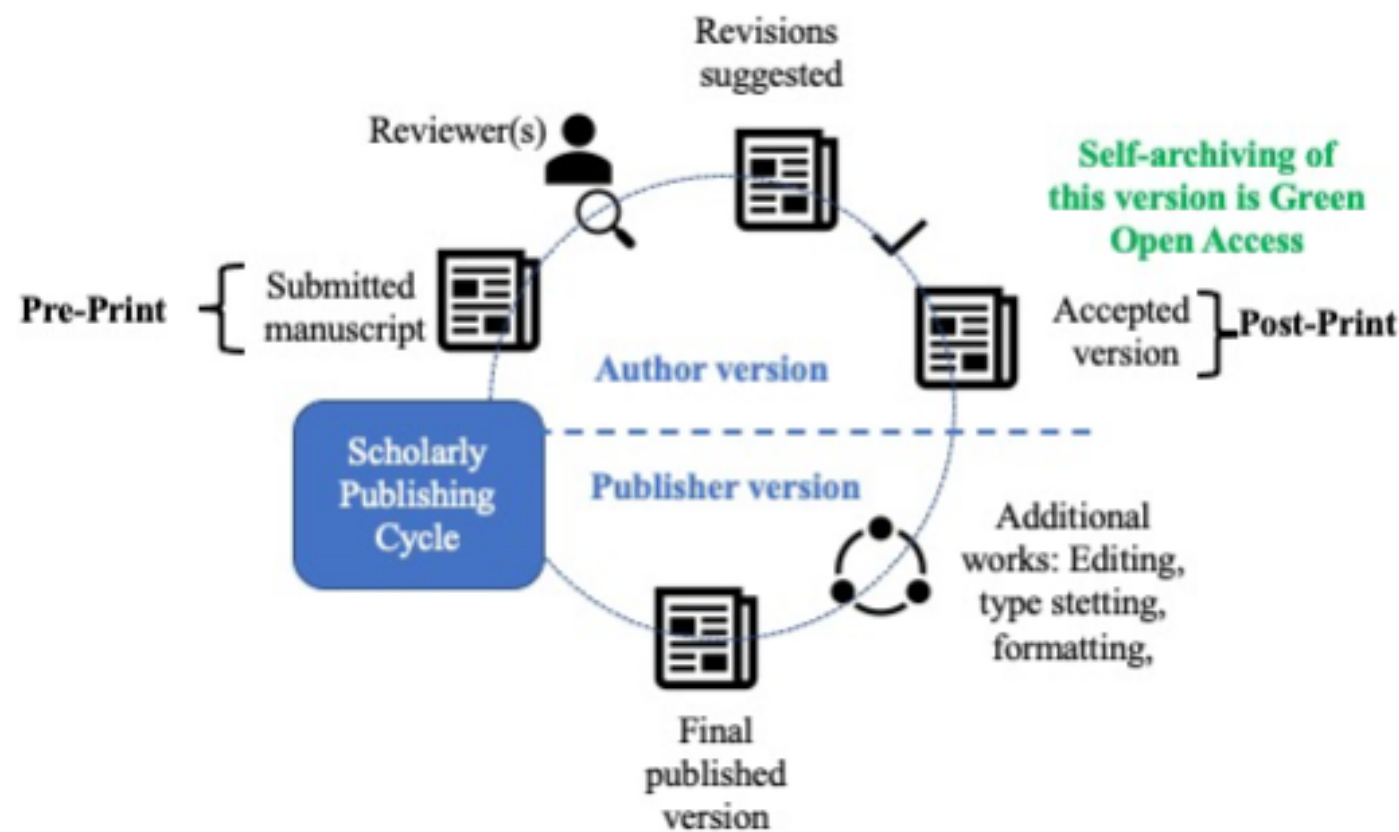 Revisions
suggested
Reviewer(s)
Self-archiving of
this version is Green
Open Access
Pre-Print
Submitted
manuscript
Accepted
version
Post-Print
Author version
Scholarly
Publishing
Cycle
Publisher version
Additional
works: Editing,
type stetting,
formatting,
Final
published
version